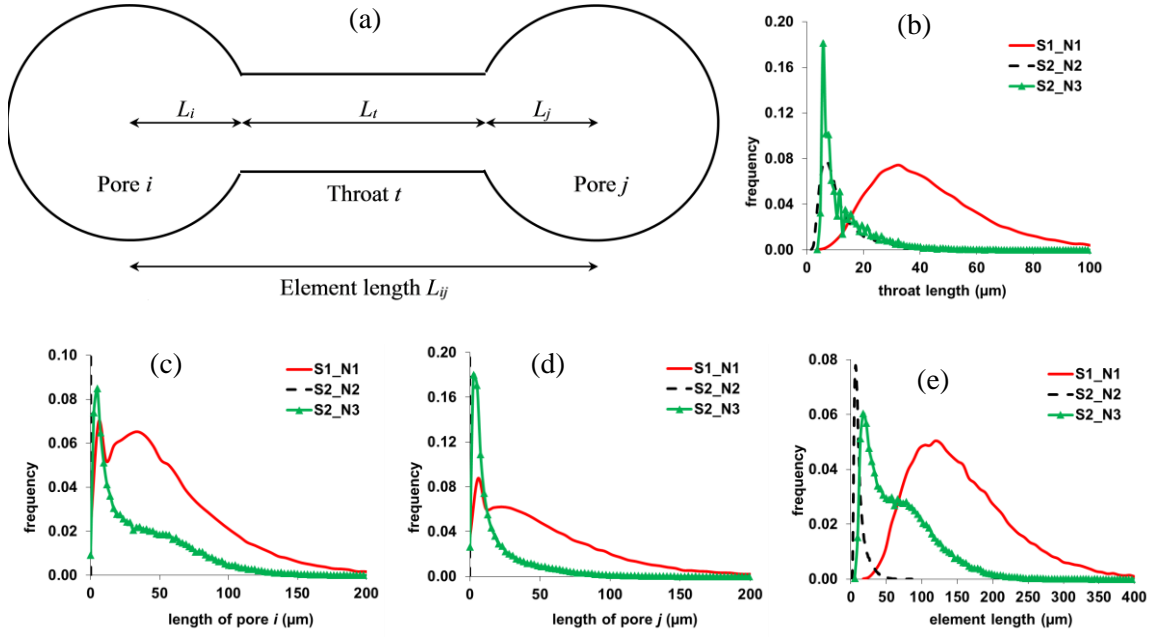 (a)
L_i
L_t
L_j
Pore i
Throat t
Pore j
Element length L_ij
(b)
S1_N1
S2_N2
S2_N3
frequency
0.20
0.16
0.12
0.08
0.04
0.00
0 20 40 60 80 100
throat length (µm)
(c)
S1_N1
S2_N2
S2_N3
frequency
0.10
0.08
0.06
0.04
0.02
0.00
0 50 100 150 200
length of pore i (µm)
(d)
S1_N1
S2_N2
S2_N3
frequency
0.20
0.16
0.12
0.08
0.04
0.00
0 50 100 150 200
length of pore j (µm)
(e)
S1_N1
S2_N2
S2_N3
frequency
0.08
0.06
0.04
0.02
0.00
0 50 100 150 200 250 300 350 400
element length (µm)